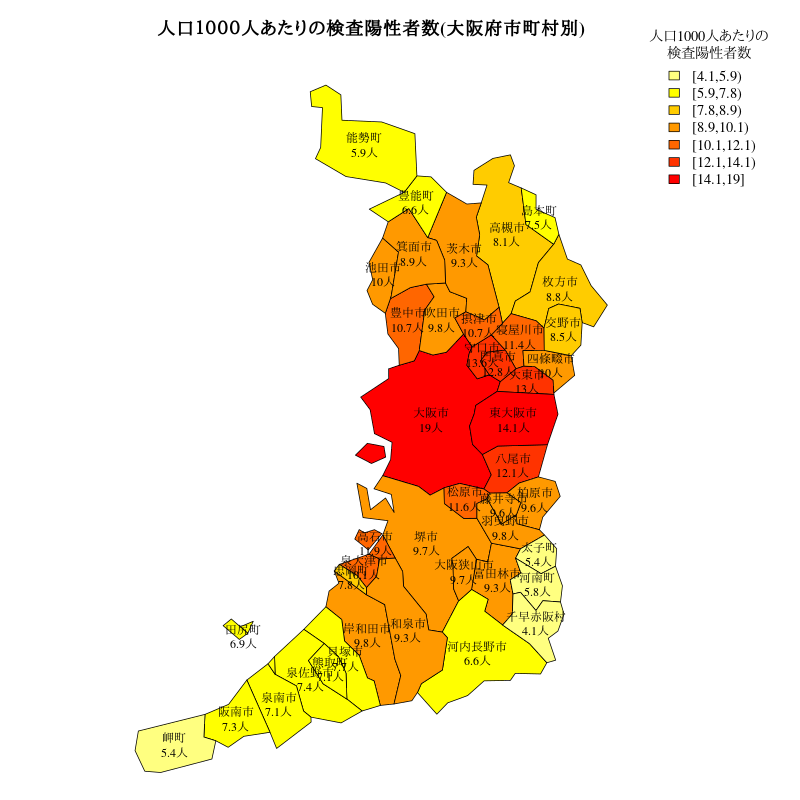 人口1000人あたりの検査陽性者数(大阪府市町村別)
人口1000人あたりの
検査陽性者数
[4.1,5.9)
[5.9,7.8)
[7.8,8.9)
[8.9,10.1)
[10.1,12.1)
[12.1,14.1)
[14.1,19]
能勢町
5.9人
豊能町
6.6人
島本町
7.5人
高槻市
8.1人
箕面市
8.9人
茨木市
9.3人
池田市
10人
枚方市
8.8人
豊中市
10.7人
吹田市
9.8人
摂津市
10.7人
寝屋川市
11.4人
交野市
8.5人
守口市
13.6人
門真市
12.8人
四條畷市
10人
大東市
13人
大阪市
19人
東大阪市
14.1人
八尾市
12.1人
松原市
11.6人
藤井寺市
9.6人
柏原市
9.6人
羽曳野市
9.8人
高石市
11.9人
堺市
9.7人
太子町
5.4人
泉大津市
10.1人
忠岡町
7.8人
大阪狭山市
9.7人
富田林市
9.3人
河南町
5.8人
千早赤阪村
4.1人
田尻町
6.9人
岸和田市
9.8人
和泉市
9.3人
河内長野市
6.6人
貝塚市
7.7人
熊取町
7.1人
泉佐野市
7.4人
泉南市
7.1人
阪南市
7.3人
岬町
5.4人